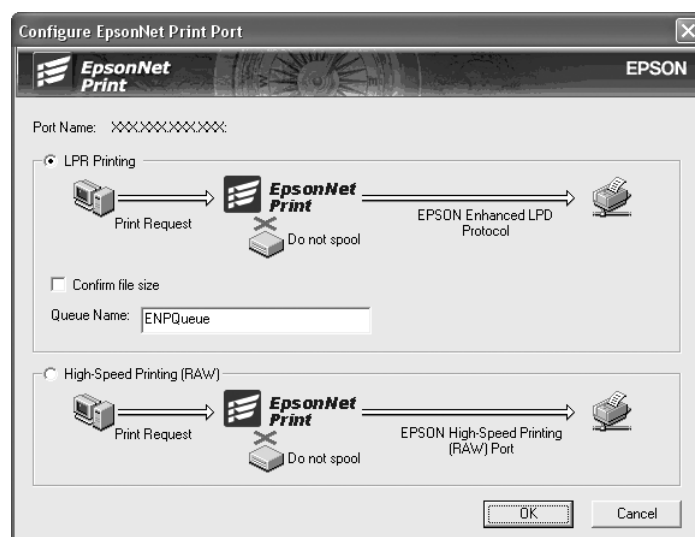 Configure EpsonNet Print Port
EpsonNet
Print
EPSON
Port Name: XXX.XXX.XXX.XXX:
LPR Printing
EpsonNet
Print
Print Request
EPSON Enhanced LPD
Protocol
Do not spool
Confirm file size
Queue Name: ENPQueue
High-Speed Printing (RAW)
EpsonNet
Print
Print Request
EPSON High-Speed Printing
(RAW) Port
Do not spool
OK
Cancel